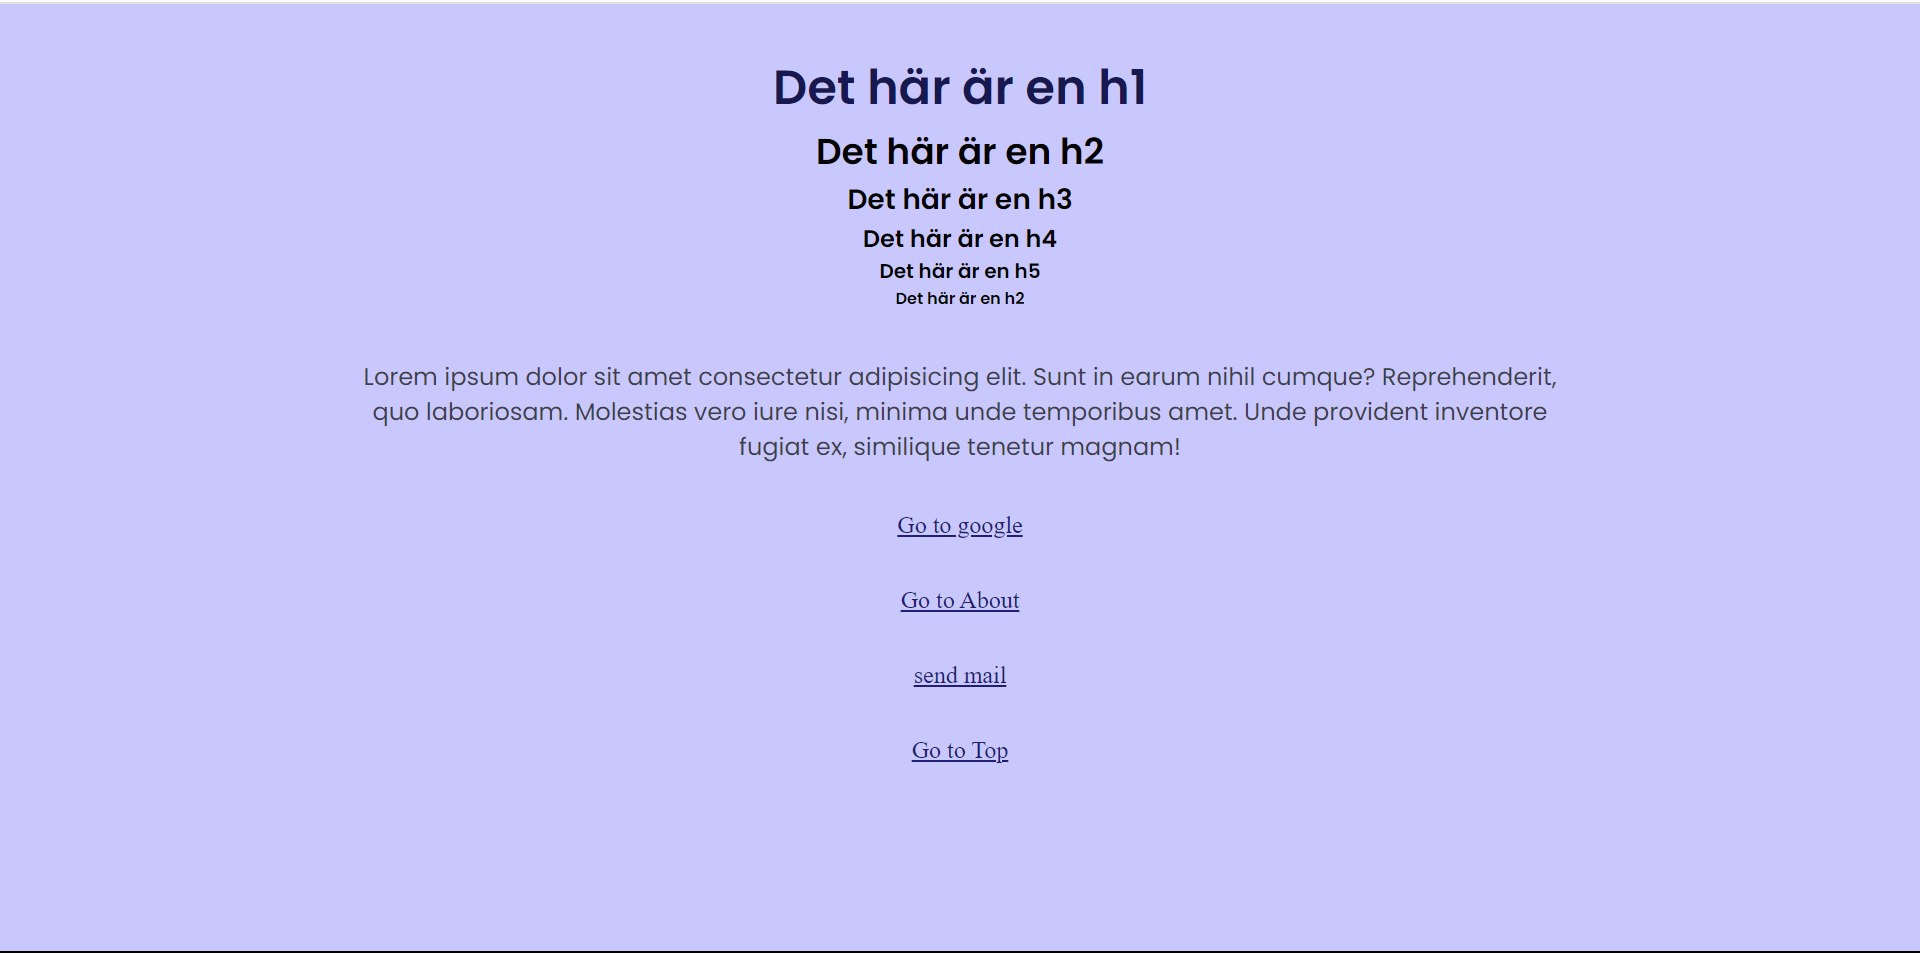 Det här är en h1
Det här är en h2
Det här är en h3
Det här är en h4
Det här är en h5
Det här är en h2
Lorem ipsum dolor sit amet consectetur adipisicing elit. Sunt in earum nihil cumque? Reprehenderit,
quo laboriosam. Molestias vero iure nisi, minima unde temporibus amet. Unde provident inventore
fugiat ex, similique tenetur magnam!
Go to google
Go to About
send mail
Go to Top